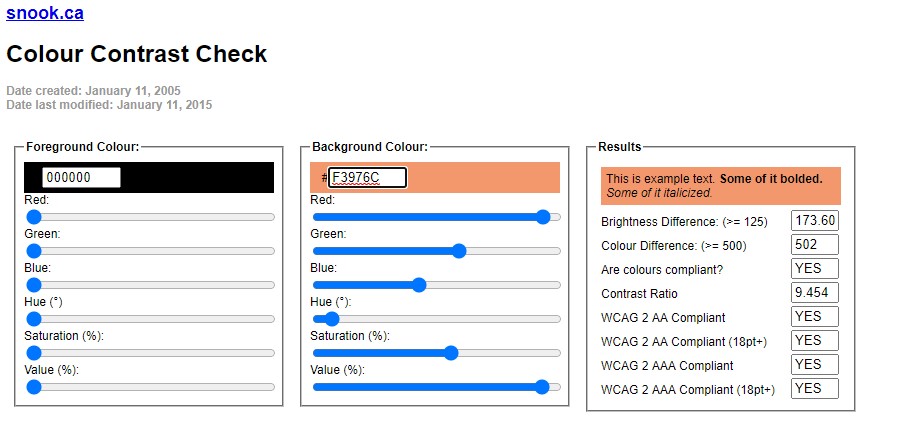 snook.ca
Colour Contrast Check
Date created: January 11, 2005
Date last modified: January 11, 2015
Foreground Colour:
000000
Red:
Green:
Blue:
Hue (°):
Saturation (%):
Value (%):
Background Colour:
#F3976C
Red:
Green:
Blue:
Hue (°):
Saturation (%):
Value (%):
Results
This is example text. Some of it bolded.
Some of it italicized.
Brightness Difference: (>= 125) 173.60
Colour Difference: (>= 500) 502
Are colours compliant? YES
Contrast Ratio 9.454
WCAG 2 AA Compliant YES
WCAG 2 AA Compliant (18pt+) YES
WCAG 2 AAA Compliant YES
WCAG 2 AAA Compliant (18pt+) YES